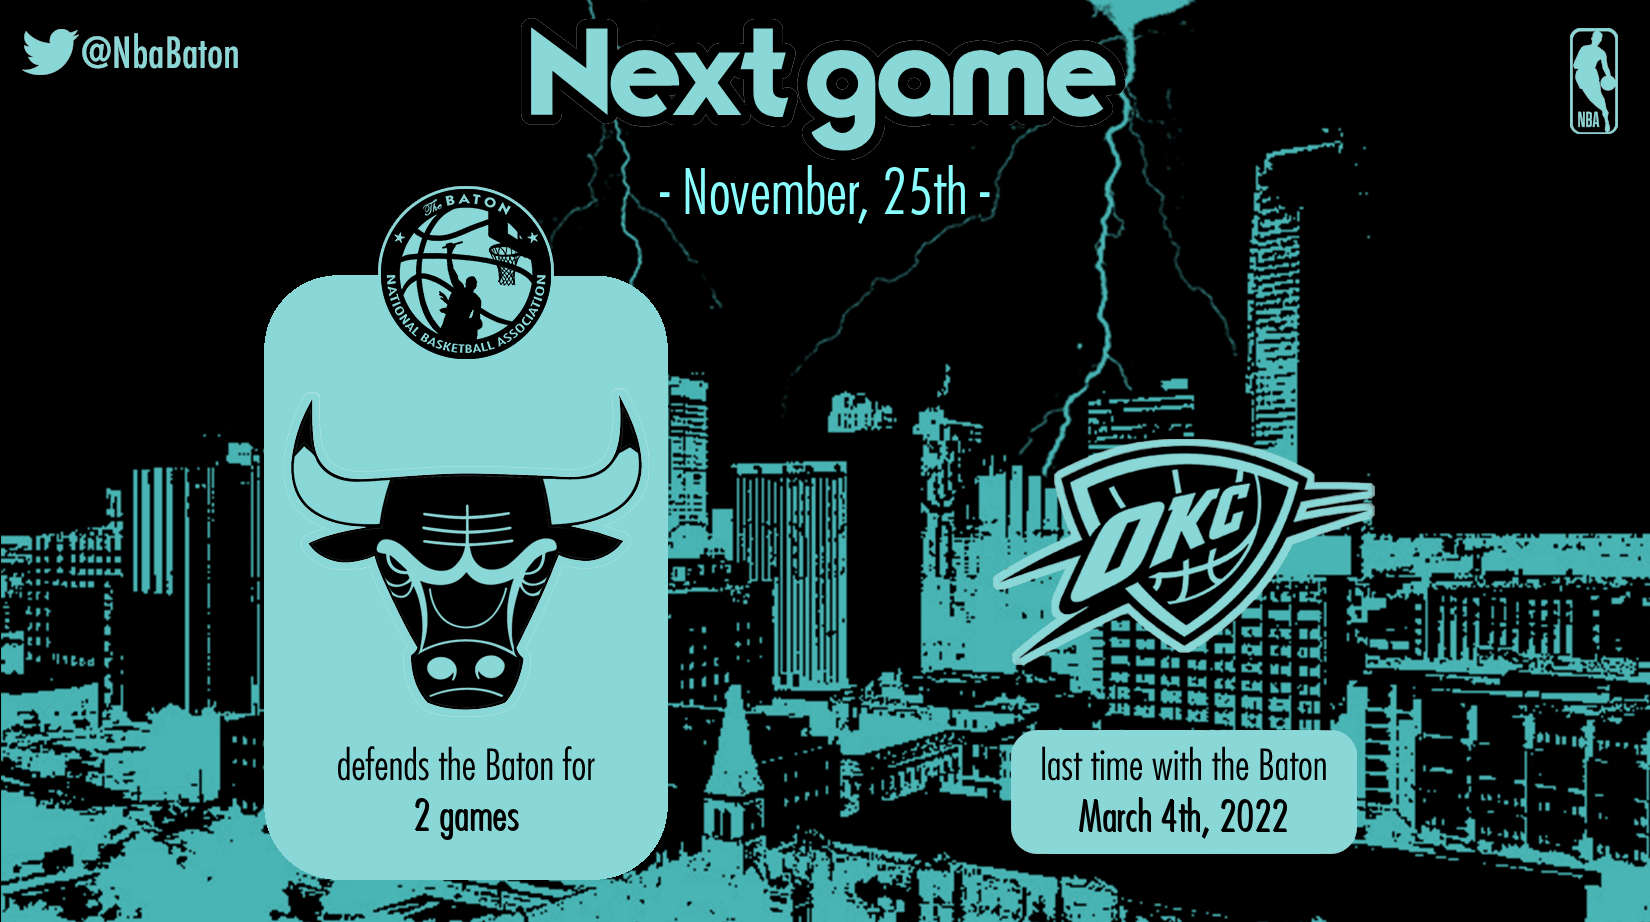 @NbaBaton
Next game
NBA
- November, 25th -
The BATON
NATIONAL BASKETBALL ASSOCIATION
OKC
defends the Baton for
2 games
last time with the Baton
March 4th, 2022